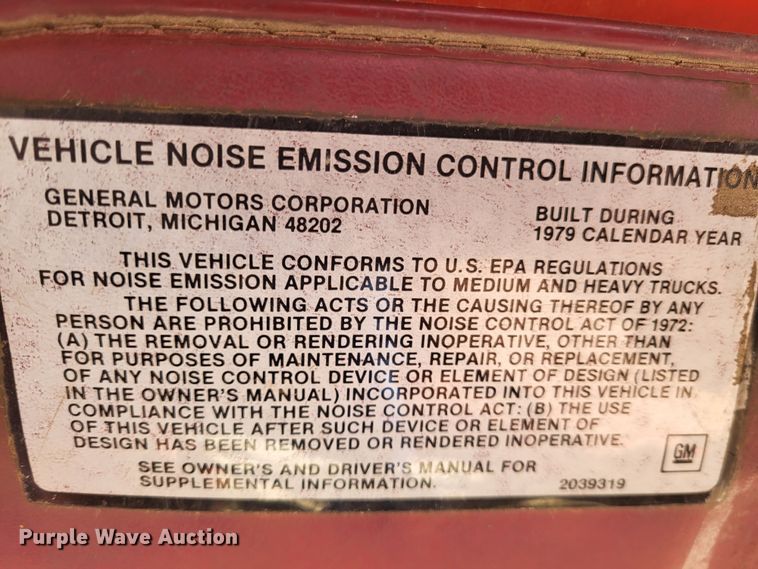 VEHICLE NOISE EMISSION CONTROL INFORMATION
GENERAL MOTORS CORPORATION
DETROIT, MICHIGAN 48202
BUILT DURING
1979 CALENDAR YEAR
THIS VEHICLE CONFORMS TO U.S. EPA REGULATIONS
FOR NOISE EMISSION APPLICABLE TO MEDIUM AND HEAVY TRUCKS.
THE FOLLOWING ACTS OR THE CAUSING THEREOF BY ANY
PERSON ARE PROHIBITED BY THE NOISE CONTROL ACT OF 1972:
(A) THE REMOVAL OR RENDERING INOPERATIVE, OTHER THAN
FOR PURPOSES OF MAINTENANCE, REPAIR, OR REPLACEMENT,
OF ANY NOISE CONTROL DEVICE OR ELEMENT OF DESIGN (LISTED
IN THE OWNER'S MANUAL) INCORPORATED INTO THIS VEHICLE IN
COMPLIANCE WITH THE NOISE CONTROL ACT: (B) THE USE
OF THIS VEHICLE AFTER SUCH DEVICE OR ELEMENT OF
DESIGN HAS BEEN REMOVED OR RENDERED INOPERATIVE.
SEE OWNER'S AND DRIVER'S MANUAL FOR
SUPPLEMENTAL INFORMATION.
GM
2039319
Purple Wave Auction